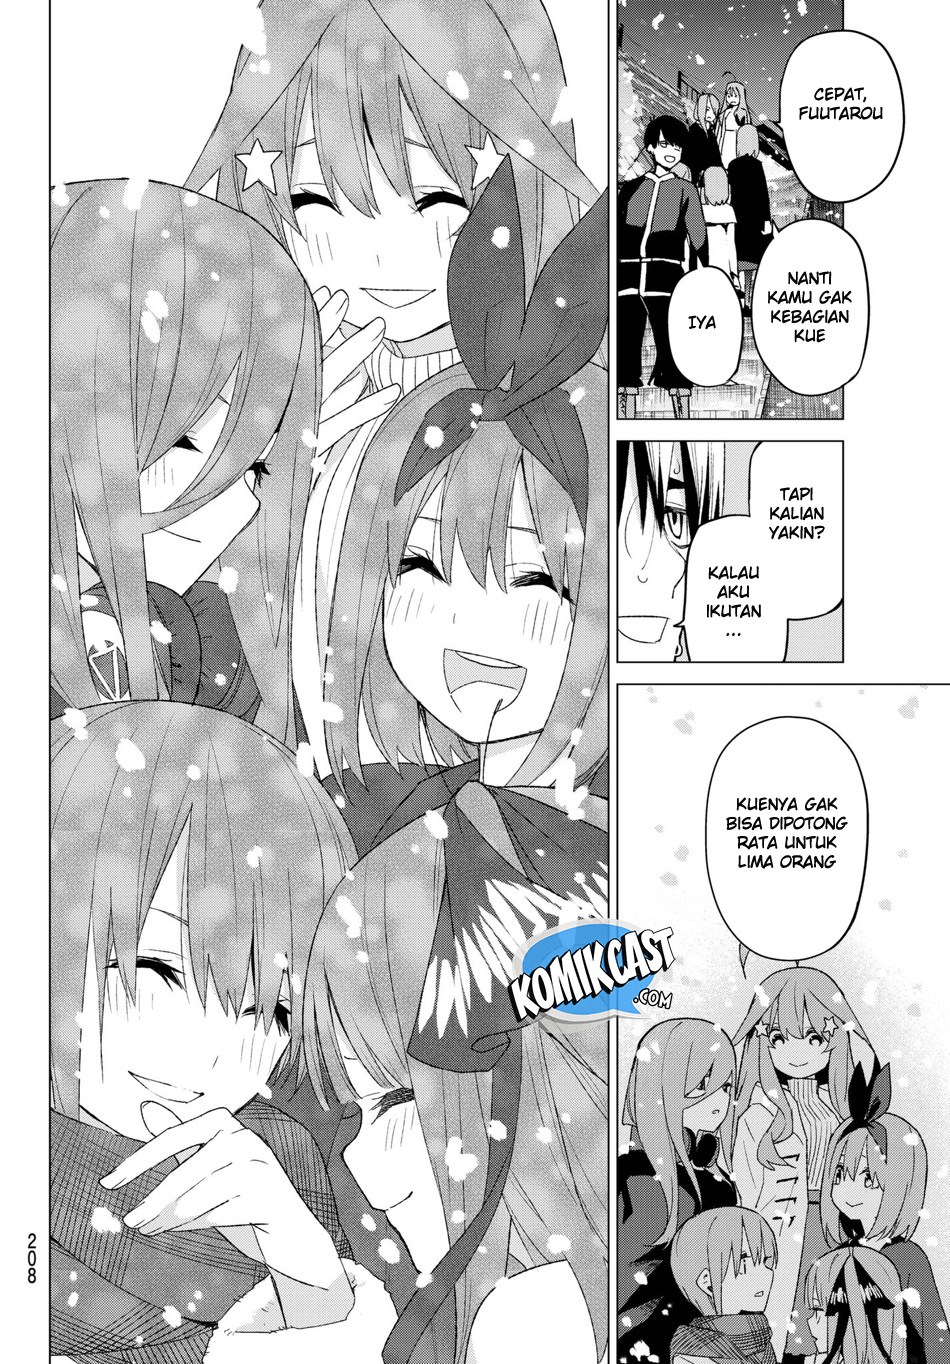 CEPAT,
FUUTAROU
NANTI
KAMU GAK
KEBAGIAN
KUE
IYA
TAPI
KALIAN
YAKIN?
KALAU
AKU
IKUTAN
...
KUENYA GAK
BISA DIPOTONG
RATA UNTUK
LIMA ORANG
KOMIKCAST
.COM
208